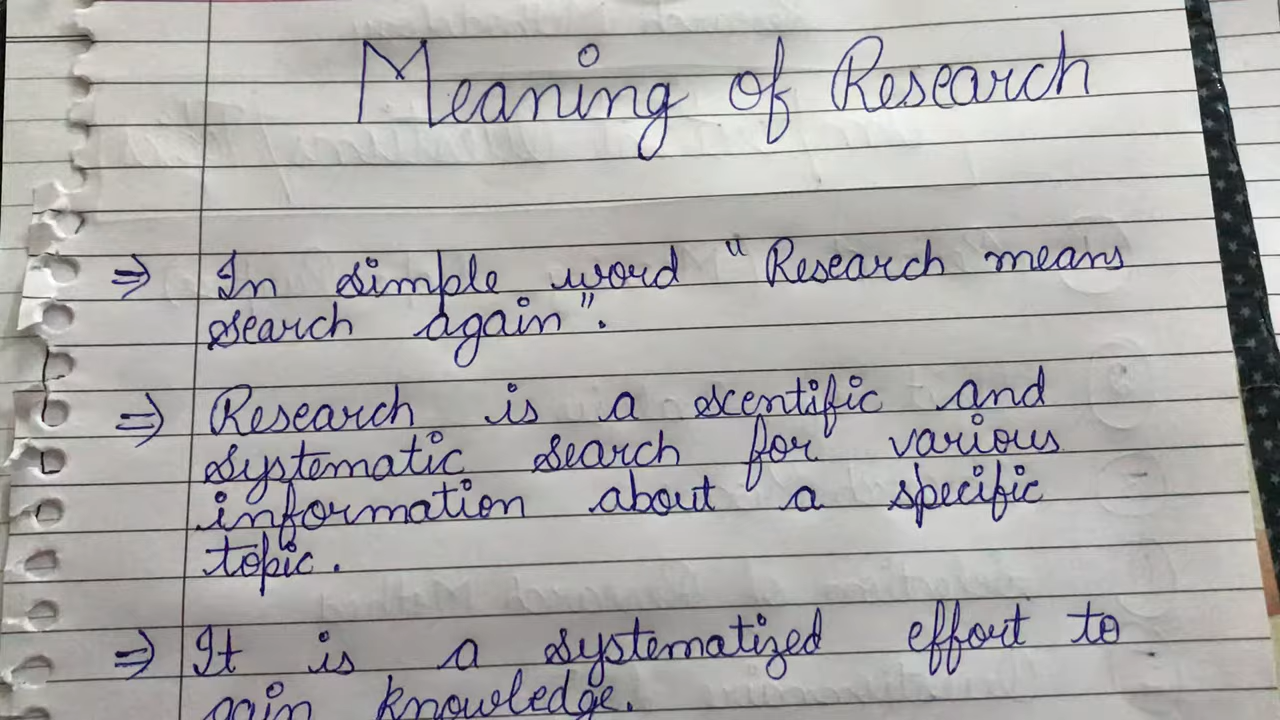 Meaning of Research
⇒ In simple word "Research means
search again".
⇒ Research is a scentific and
systematic search for various
information about a specific
topic.
⇒ It is a systematized effort to
gain knowledge.